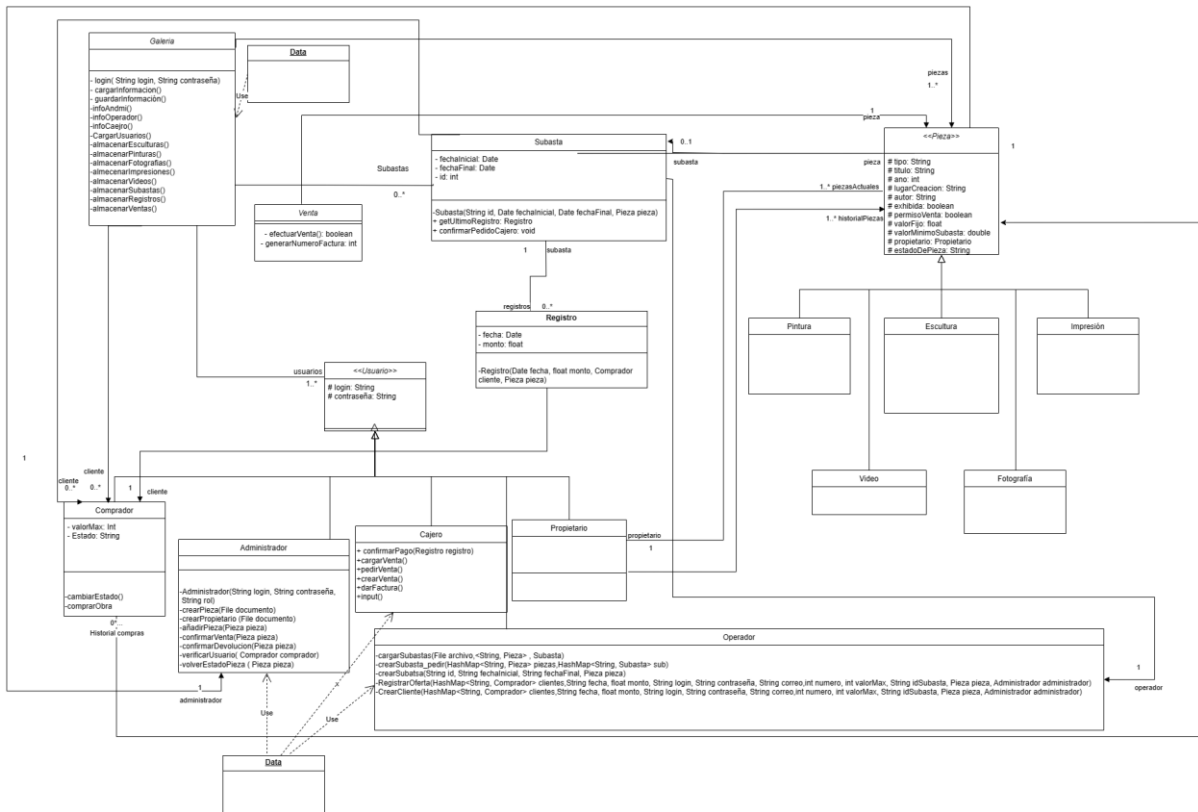 Galeria
- login( String login, String contraseña)
- cargarInformacion()
- guardarInformación()
-infoAndmi()
-infoOperador()
-infoCaejro()
-CargarUsuarios()
-almacenarEsculturas()
-almacenarPinturas()
-almacenarFotografias()
-almacenarImpresiones()
-almacenarVideos()
-almacenarSubastas()
-almacenarRegistros()
-almacenarVentas()
Data
Use
piezas
1..*
1
pieza
Subastas
0..*
Venta
- efectuarVenta(): boolean
- generarNumeroFactura: int
Subasta
- fechaInicial: Date
- fechaFinal: Date
- id: int
-Subasta(String id, Date fechaInicial, Date fechaFinal, Pieza pieza)
+ getUltimoRegistro: Registro
+ confirmarPedidoCajero: void
0..1
subasta
pieza
1
1..* piezasActuales
1..* historialPiezas
<<Pieza>>
# tipo: String
# titulo: String
# ano: int
# lugarCreacion: String
# autor: String
# exhibida: boolean
# permisoVenta: boolean
# valorFijo: float
# valorMinimoSubasta: double
# propietario: Propietario
# estadoDePieza: String
1
subasta
registros
0..*
Registro
- fecha: Date
- monto: float
-Registro(Date fecha, float monto, Comprador
cliente, Pieza pieza)
Pintura
Escultura
Impresión
Video
Fotografía
usuarios
1..*
<<Usuario>>
# login: String
# contraseña: String
1
cliente
0..*
cliente
0..*
1
cliente
Comprador
- valorMax: Int
- Estado: String
-cambiarEstado()
-comprarObra
0*...
Historial compras
Administrador
-Administrador(String login, String contraseña,
String rol)
-crearPieza(File documento)
-crearPropietario (File documento)
-añadirPieza(Pieza pieza)
-confirmarVenta(Pieza pieza)
-confirmarDevolucion(Pieza pieza)
-verificarUsuario( Comprador comprador)
-volverEstadoPieza ( Pieza pieza)
1
administrador
Cajero
+ confirmarPago(Registro registro)
+cargarVenta()
+pedirVenta()
+crearVenta()
+darFactura()
+input()
Propietario
propietario
1
Operador
-cargarSubastas(File archivo,<String, Pieza> , Subasta)
-crearSubasta_pedir(HashMap<String, Pieza> piezas,HashMap<String, Subasta> sub)
-crearSubatsa(String id, String fechaInicial, String fechaFinal, Pieza pieza)
-RegistrarOferta(HashMap<String, Comprador> clientes,String fecha, float monto, String login, String contraseña, String correo,int numero, int valorMax, String idSubasta, Pieza pieza, Administrador administrador)
-CrearCliente(HashMap<String, Comprador> clientes,String fecha, float monto, String login, String contraseña, String correo,int numero, int valorMax, String idSubasta, Pieza pieza, Administrador administrador)
1
operador
Use
Use
Data